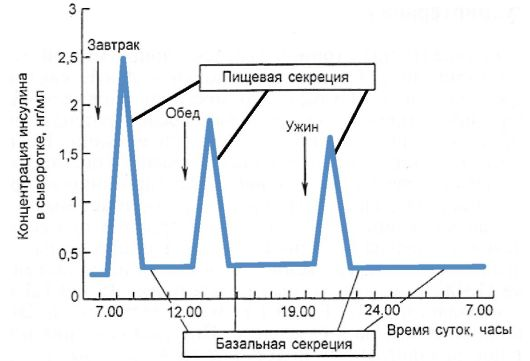 Концентрация инсулина
в сыворотке, нг/мл
2,5
2
1,5
1
0,5
0
Завтрак
Пищевая секреция
Обед
Ужин
7.00
12.00
19.00
24.00
7.00
Время суток, часы
Базальная секреция